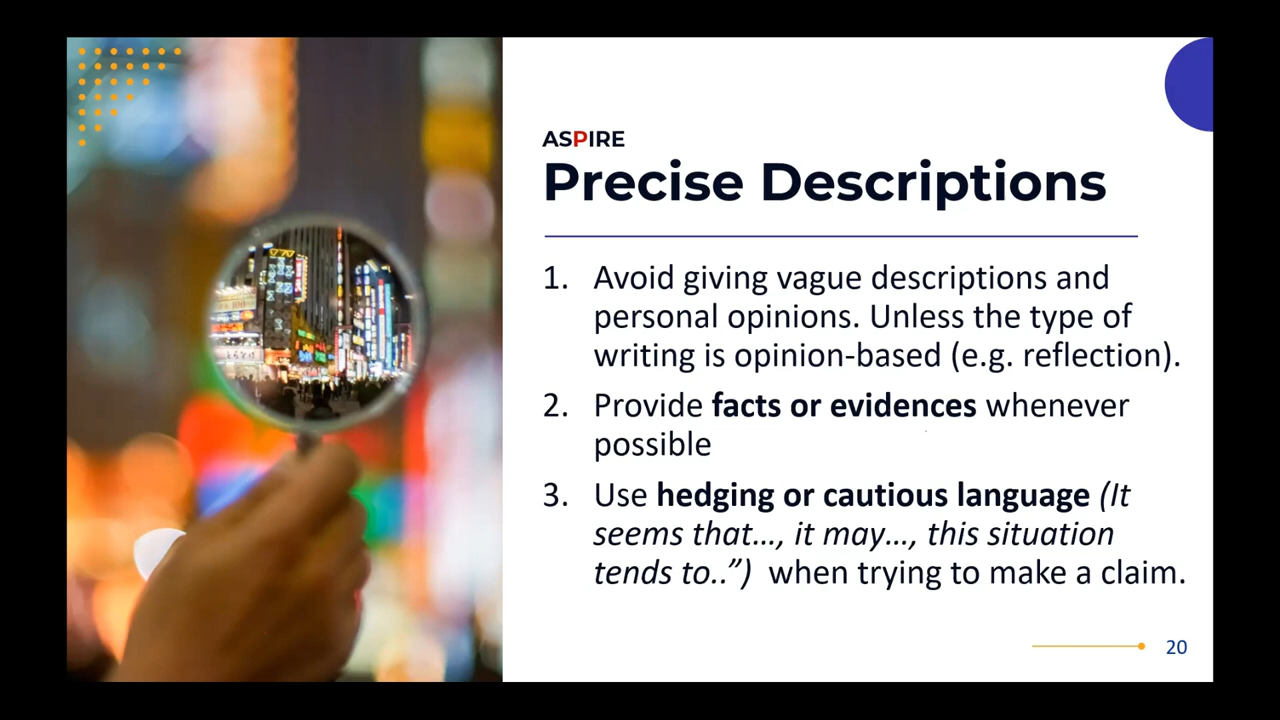 ASPIRE
Precise Descriptions
1. Avoid giving vague descriptions and
personal opinions. Unless the type of
writing is opinion-based (e.g. reflection).
2. Provide facts or evidences whenever
possible
3. Use hedging or cautious language (It
seems that…, it may…, this situation
tends to..”) when trying to make a claim.
20